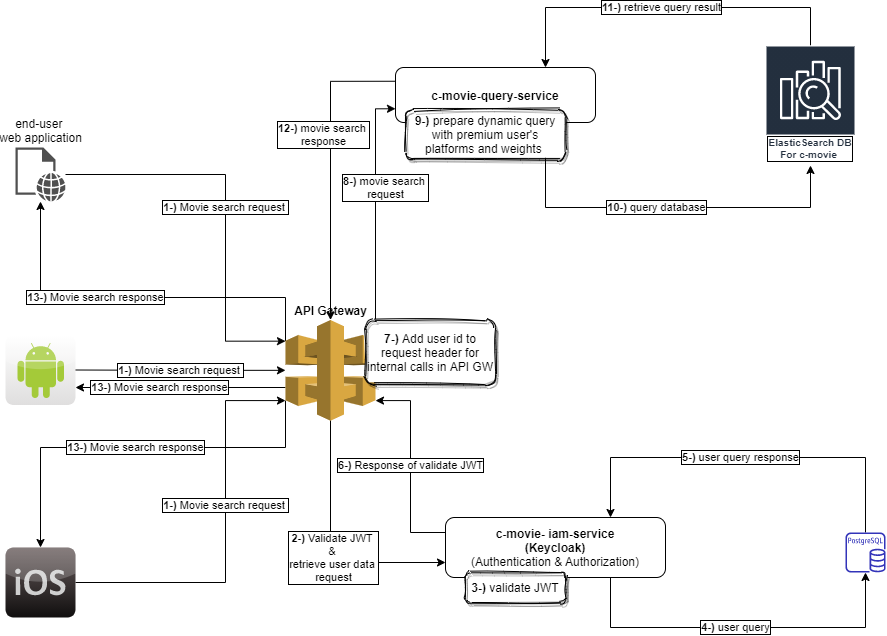 11-) retrieve query result
c-movie-query-service
9-) prepare dynamic query
with premium user's
platforms and weights
ElasticSearch DB
For c-movie
end-user
web application
12-) movie search
response
8-) movie search
request
1-) Movie search request
10-) query database
13-) Movie search response
API Gateway
7-) Add user id to
request header for
internal calls in API GW
1-) Movie search request
13-) Movie search response
13-) Movie search response
6-) Response of validate JWT
5-) user query response
1-) Movie search request
2-) Validate JWT
&
retrieve user data
request
c-movie- iam-service
(Keycloak)
(Authentication & Authorization)
3-) validate JWT
PostgreSQL
iOS
4-) user query